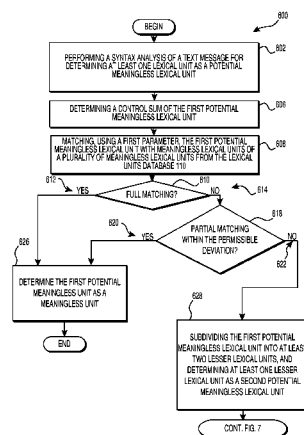 BEGIN
600
602
PERFORMING A SYNTAX ANALYSIS OF A TEXT MESSAGE FOR
DETERMINING AT LEAST ONE LEXICAL UNIT AS A POTENTIAL
MEANINGLESS LEXICAL UNIT
606
DETERMINING A CONTROL SUM OF THE FIRST POTENTIAL
MEANINGLESS LEXICAL UNIT
608
MATCHING, USING A FIRST PARAMETER, THE FIRST POTENTIAL
MEANINGLESS LEXICAL UNIT WITH MEANINGLESS LEXICAL UNITS OF
A PLURALITY OF MEANINGLESS LEXICAL UNITS FROM THE LEXICAL
UNITS DATABASE 110
612
610
YES
NO
614
FULL MATCHING?
620
618
YES
PARTIAL MATCHING
WITHIN THE PERMISSIBLE
DEVIATION?
NO
622
626
DETERMINE THE FIRST POTENTIAL
MEANINGLESS UNIT AS A
MEANINGLESS UNIT
END
628
SUBDIVIDING THE FIRST POTENTIAL
MEANINGLESS LEXICAL UNIT INTO AT LEAST
TWO LESSER LEXICAL UNITS, AND
DETERMINING AT LEAST ONE LESSER
LEXICAL UNIT AS A SECOND POTENTIAL
MEANINGLESS LEXICAL UNIT
CONT. FIG. 7